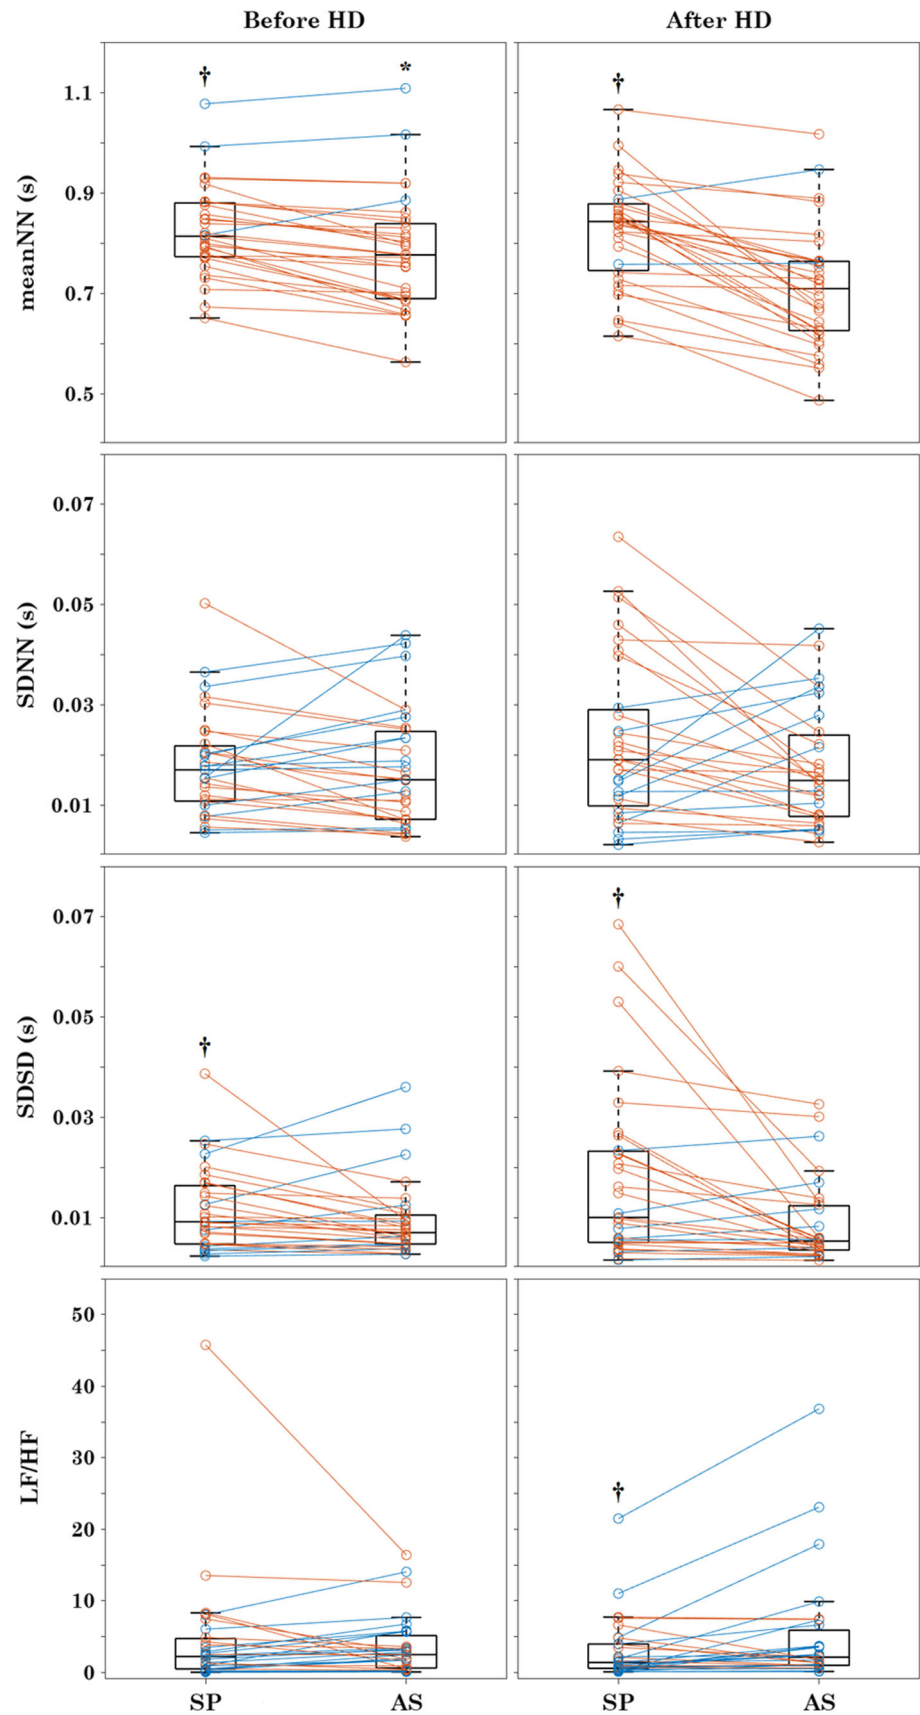 Before HD After HD
† * †
meanNN (s)
1.1
0.9
0.7
0.5
SDNN (s)
0.07
0.05
0.03
0.01
† †
SDSD (s)
0.07
0.05
0.03
0.01
†
LF/HF
50
40
30
20
10
0
SP AS SP AS